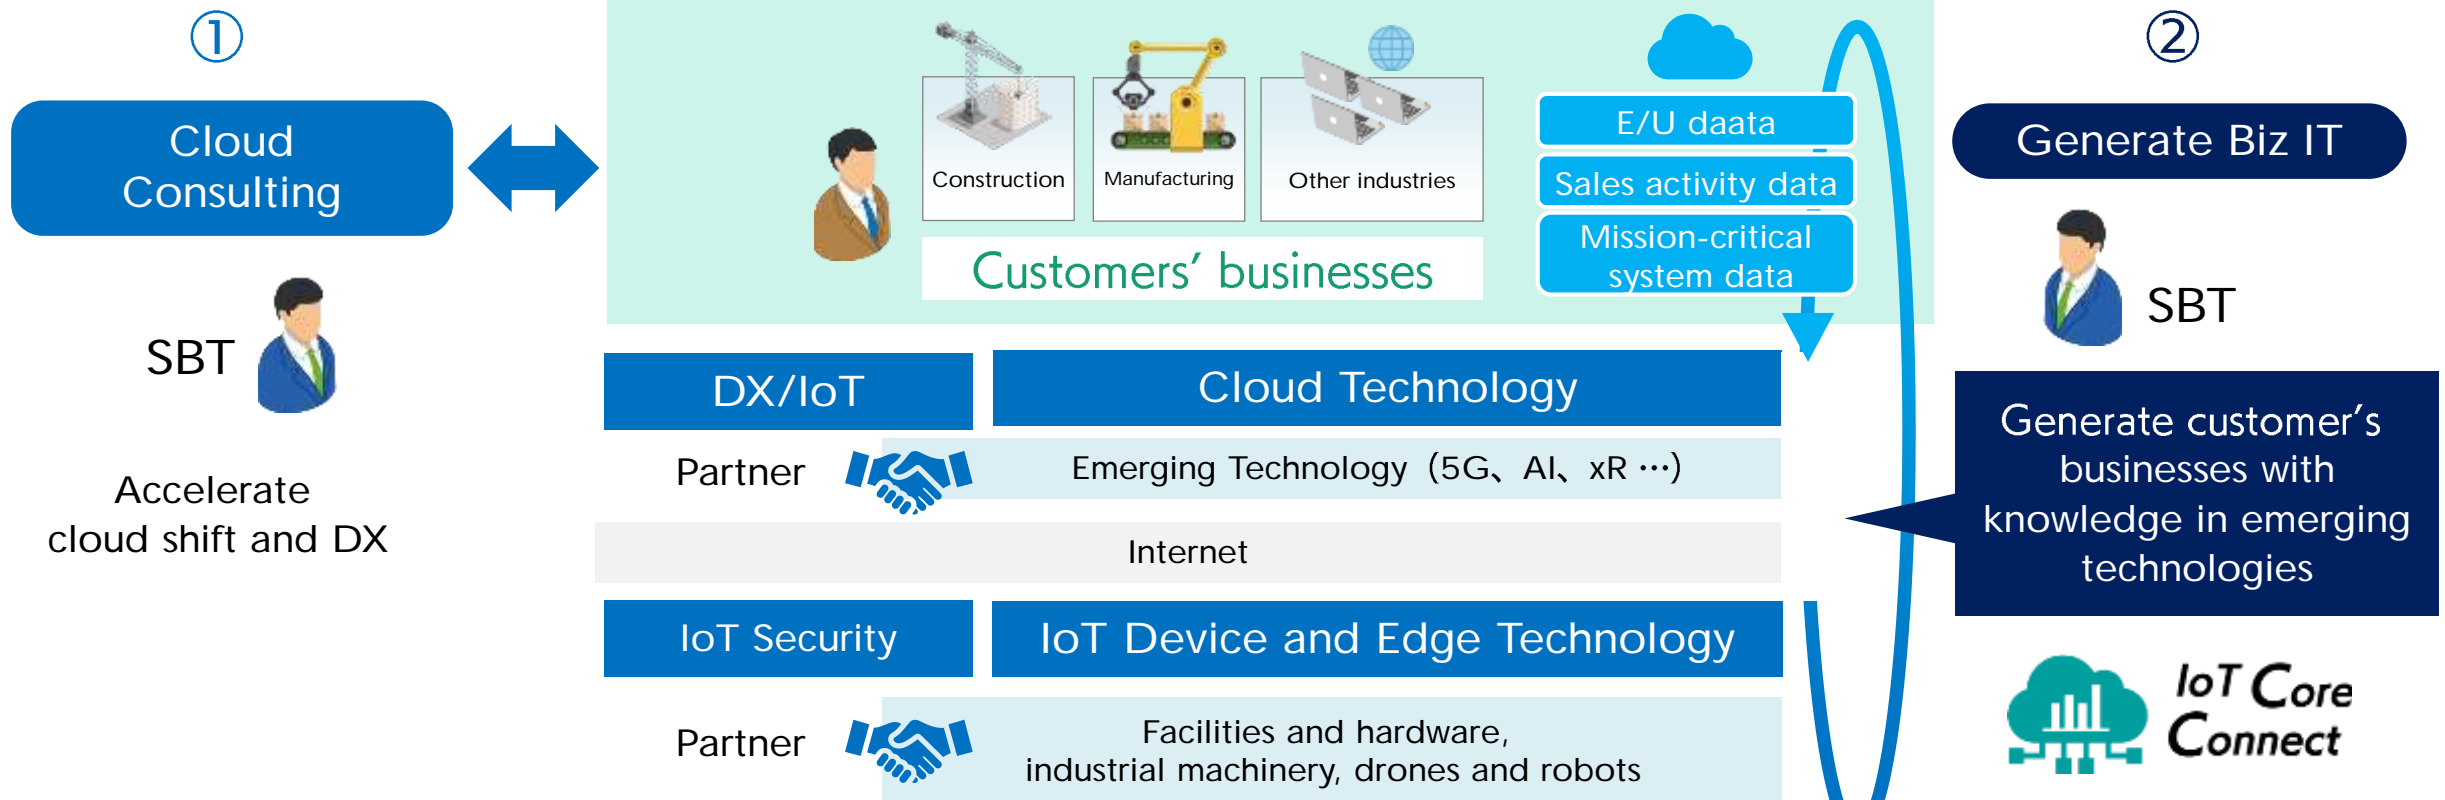 ①
Cloud
Consulting
SBT
Accelerate
cloud shift and DX
Construction
Manufacturing
Other industries
Customers’ businesses
E/U daata
Sales activity data
Mission-critical
system data
DX/IoT
Cloud Technology
Partner
Emerging Technology（5G、AI、xR …）
Internet
IoT Security
IoT Device and Edge Technology
Partner
Facilities and hardware,
industrial machinery, drones and robots
②
Generate Biz IT
SBT
Generate customer’s
businesses with
knowledge in emerging
technologies
IoT Core
Connect